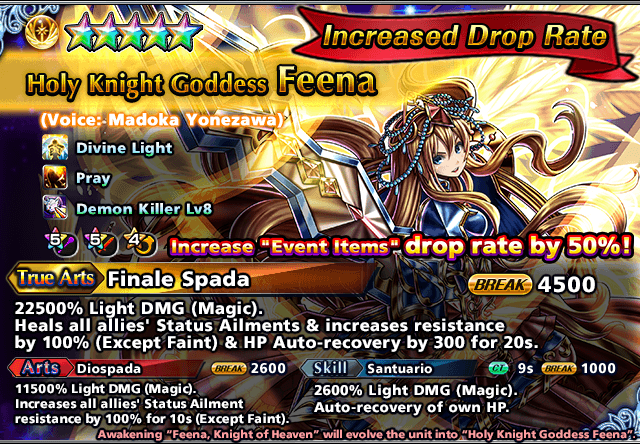 Increased Drop Rate
Holy Knight Goddess Feena
(Voice: Madoka Yonezawa)
Divine Light
Pray
Demon Killer Lv8
5 5 4
Increase "Event Items" drop rate by 50%!
True Arts Finale Spada BREAK 4500
22500% Light DMG (Magic).
Heals all allies' Status Ailments & increases resistance
by 100% (Except Faint) & HP Auto-recovery by 300 for 20s.
Arts Diospada BREAK 2600
11500% Light DMG (Magic).
Increases all allies' Status Ailment
resistance by 100% for 10s (Except Faint).
Skill Santuario CT 9s BREAK 1000
2600% Light DMG (Magic).
Auto-recovery of own HP.
Awakening "Feena, Knight of Heaven" will evolve the unit into "Holy Knight Goddess Feena".